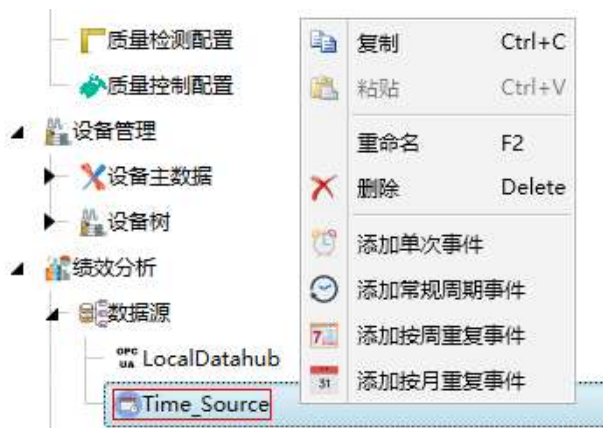 质量检测配置
质量控制配置
设备管理
设备主数据
设备树
绩效分析
数据源
OPC UA LocalDatahub
Time_Source
复制 Ctrl+C
粘贴 Ctrl+V
重命名 F2
删除 Delete
添加单次事件
添加常规周期事件
7 添加按周重复事件
31 添加按月重复事件